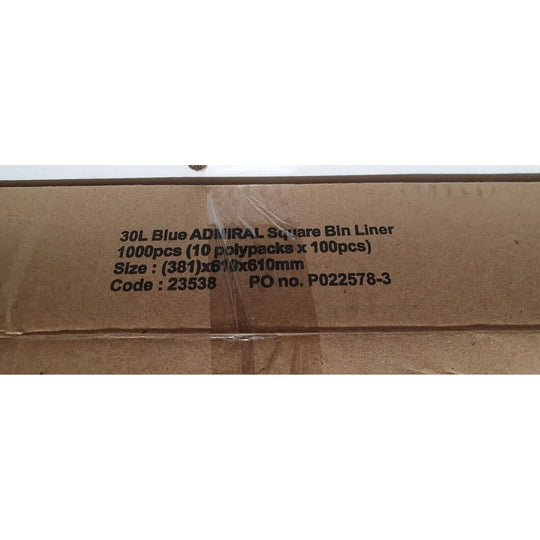 30L Blue ADMIRAL Square Bin Liner
1000pcs (10 polypacks x 100pcs)
Size : (381)x610x610mm
Code : 23538 PO no. P022578-3